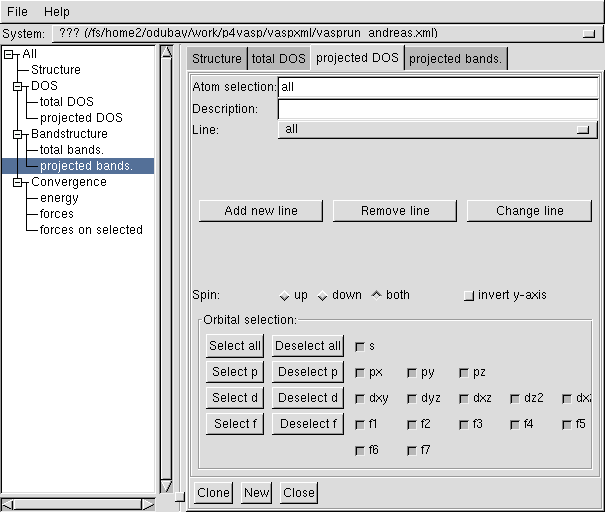 File Help
System: ??? (/fs/home2/odubay/work/p4vasp/vaspxml/vasprun_andreas.xml)
All
Structure
DOS
total DOS
projected DOS
Bandstructure
total bands.
projected bands.
Convergence
energy
forces
forces on selected
Structure total DOS projected DOS projected bands.
Atom selection: all
Description:
Line: all
Add new line Remove line Change line
Spin: up down both invert y-axis
Orbital selection:
Select all Deselect all s
Select p Deselect p px py pz
Select d Deselect d dxy dyz dxz dz2
Select f Deselect f f1 f2 f3 f4 f5
f6 f7
Clone New Close